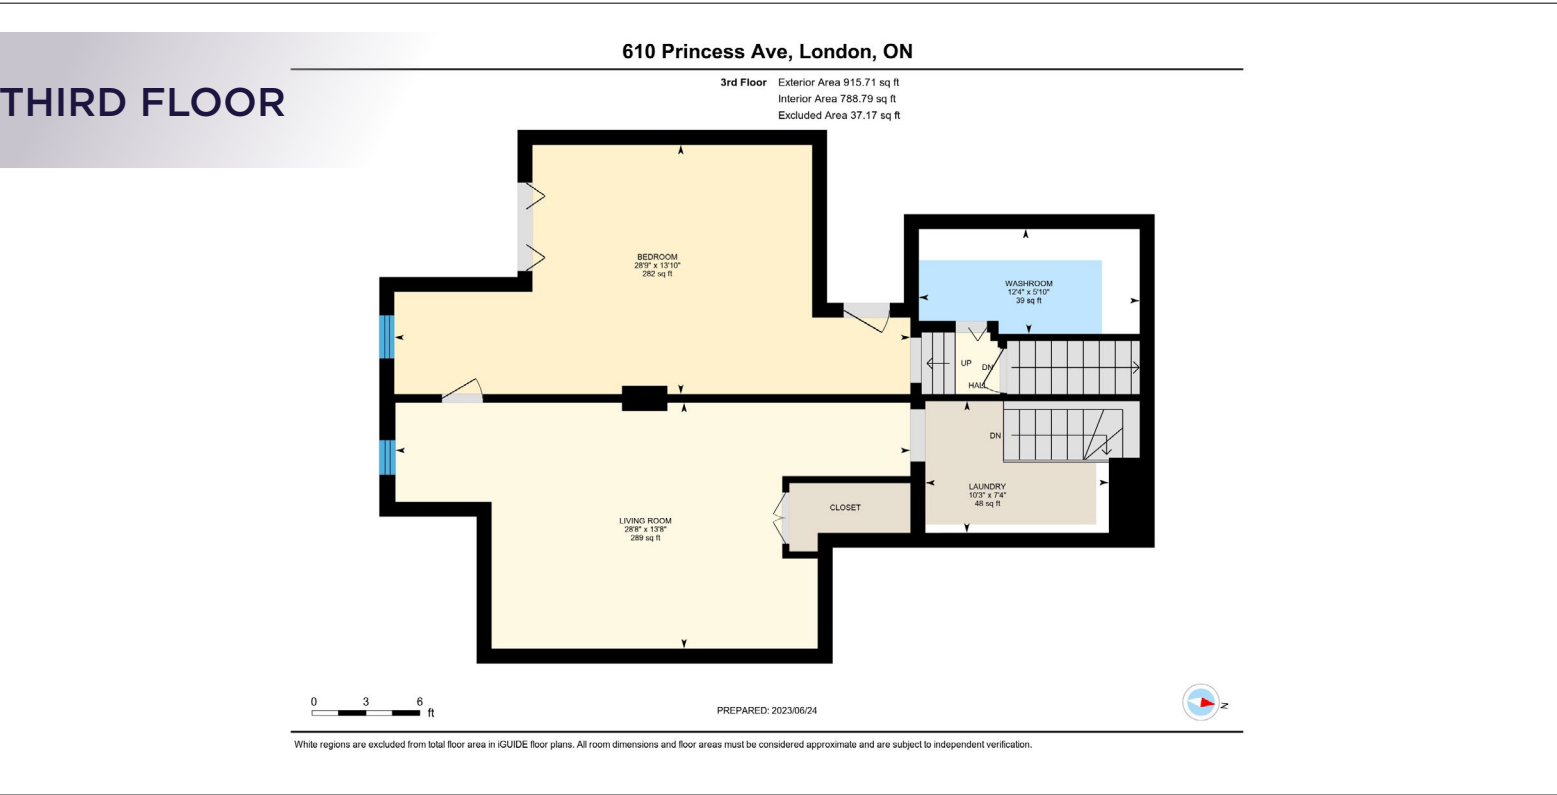 610 Princess Ave, London, ON
THIRD FLOOR
3rd Floor Exterior Area 915.71 sq ft
Interior Area 788.79 sq ft
Excluded Area 37.17 sq ft
BEDROOM
28'9" x 13'10"
282 sq ft
WASHROOM
12'4" x 5'10"
39 sq ft
UP
DN
HALL
DN
LAUNDRY
10'3" x 7'4"
48 sq ft
CLOSET
LIVING ROOM
28'8" x 13'8"
289 sq ft
0 3 6
ft
PREPARED: 2023/06/24
N
White regions are excluded from total floor area in iGUIDE floor plans. All room dimensions and floor areas must be considered approximate and are subject to independent verification.